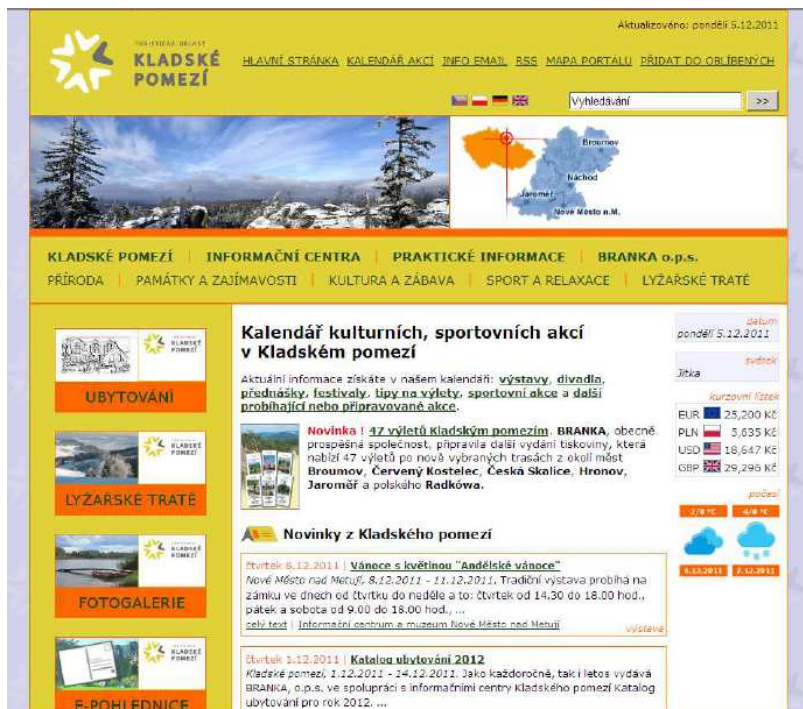 Aktualizováno: pondělí 5.12.2011
TURISTICKÁ OBLAST
KLADSKÉ
POMEZÍ
HLAVNÍ STRÁNKA KALENDÁŘ AKCÍ INFO EMAIL RSS MAPA PORTÁLU PŘIDAT DO OBLÍBENÝCH
Vyhledávání >>
Broumov
Náchod
Jaroměř
Nové Město n.M.
KLADSKÉ POMEZÍ | INFORMAČNÍ CENTRA | PRAKTICKÉ INFORMACE | BRANKA o.p.s.
PŘÍRODA | PAMÁTKY A ZAJÍMAVOSTI | KULTURA A ZÁBAVA | SPORT A RELAXACE | LYŽAŘSKÉ TRATĚ
KLADSKÉ
POMEZÍ
UBYTOVÁNÍ
KLADSKÉ
POMEZÍ
LYŽAŘSKÉ TRATĚ
KLADSKÉ
POMEZÍ
FOTOGALERIE
KLADSKÉ
POMEZÍ
E-POHLEDNICE
Kalendář kulturních, sportovních akcí
v Kladském pomezí
Aktuální informace získáte v našem kalendáři: výstavy, divadla,
přednášky, festivaly, tipy na výlety, sportovní akce a další
probíhající nebo připravované akce.
Novinka ! 47 výletů Kladským pomezím. BRANKA, obecně
prospěšná společnost, připravila další vydání tiskoviny, která
nabízí 47 výletů po nově vybraných trasách z okolí měst
Broumov, Červený Kostelec, Česká Skalice, Hronov,
Jaroměř a polského Radkówa.
Novinky z Kladského pomezí
čtvrtek 8.12.2011 | Vánoce s květinou "Andělské vánoce"
Nové Město nad Metují, 8.12.2011 - 11.12.2011. Tradiční výstava probíhá na
zámku ve dnech od čtvrtku do neděle a to: čtvrtek od 14.30 do 18.00 hod.,
pátek a sobota od 9.00 do 18.00 hod., ...
celý text | Informační centrum a muzeum Nové Město nad Metují
výstava
čtvrtek 1.12.2011 | Katalog ubytování 2012
Kladské pomezí, 1.12.2011 - 14.12.2011. Jako každoročně, tak i letos vydává
BRANKA, o.p.s. ve spolupráci s informačními centry Kladského pomezí Katalog
ubytování pro rok 2012. ...
datum
pondělí 5.12.2011
svátek
Jitka
kurzovní lístek
EUR 25,200 Kč
PLN 5,635 Kč
USD 18,647 Kč
GBP 29,296 Kč
počasí
2/0 °C 4/0 °C
6.12.2011 7.12.2011